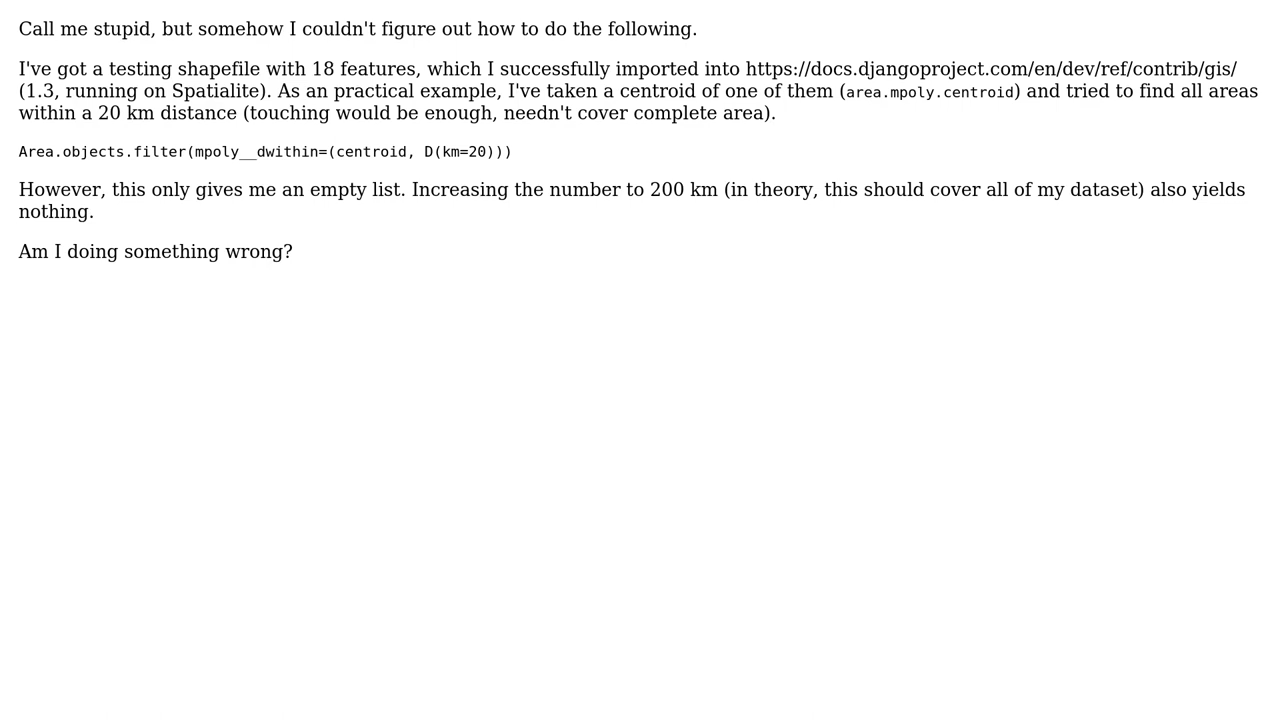 Call me stupid, but somehow I couldn't figure out how to do the following.
I've got a testing shapefile with 18 features, which I successfully imported into https://docs.djangoproject.com/en/dev/ref/contrib/gis/
(1.3, running on Spatialite). As an practical example, I've taken a centroid of one of them (area.mpoly.centroid) and tried to find all areas
within a 20 km distance (touching would be enough, needn't cover complete area).
Area.objects.filter(mpoly__dwithin=(centroid, D(km=20)))
However, this only gives me an empty list. Increasing the number to 200 km (in theory, this should cover all of my dataset) also yields
nothing.
Am I doing something wrong?